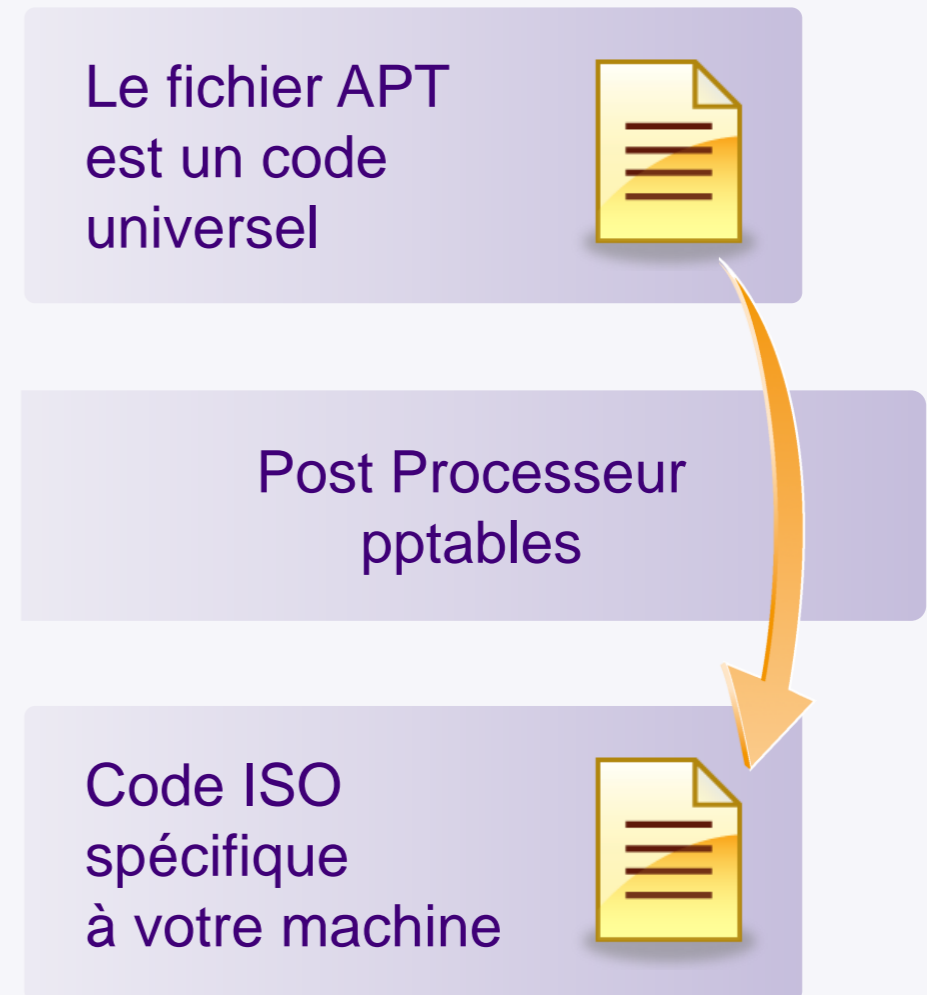 Le fichier APT
est un code
universel
Post Processeur
pptables
Code ISO
spécifique
à votre machine